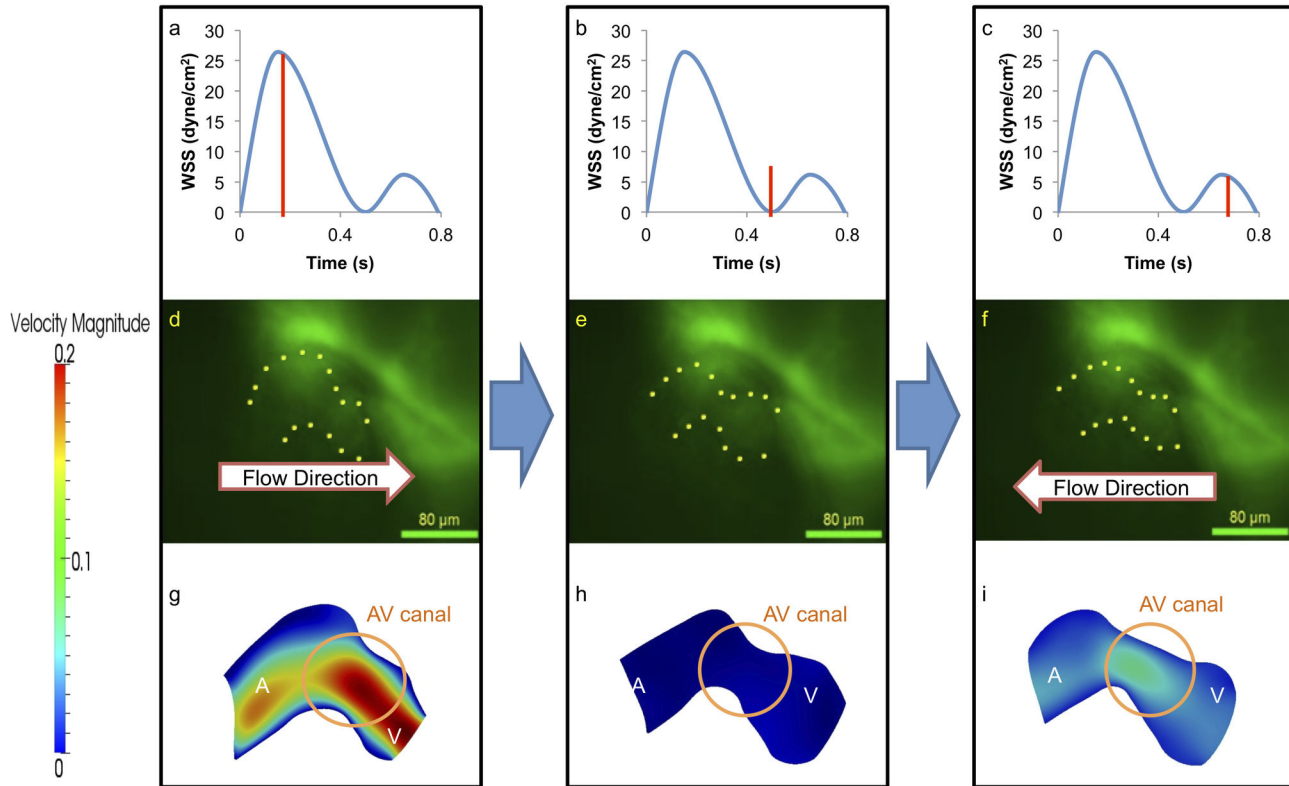 a
30
25
20
15
10
5
0
WSS (dyne/cm²)
0 0.4 0.8
Time (s)
b
30
25
20
15
10
5
0
WSS (dyne/cm²)
0 0.4 0.8
Time (s)
c
30
25
20
15
10
5
0
WSS (dyne/cm²)
0 0.4 0.8
Time (s)
Velocity Magnitude
0.2
0.1
0
d
Flow Direction
80 µm
e
80 µm
f
Flow Direction
80 µm
g
AV canal
A
V
h
AV canal
A
V
i
AV canal
A
V